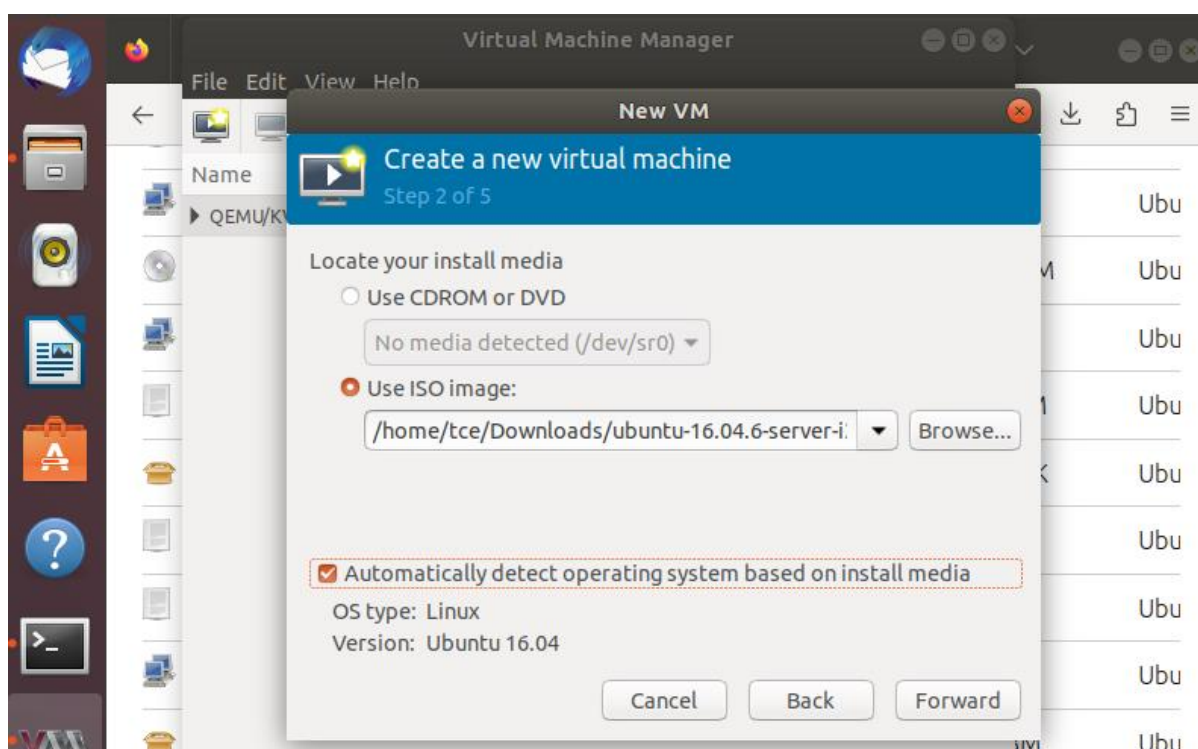 Virtual Machine Manager
File Edit View Help
New VM
Create a new virtual machine
Step 2 of 5
Name
QEMU/KV
Locate your install media
Use CDROM or DVD
No media detected (/dev/sr0)
Use ISO image:
/home/tce/Downloads/ubuntu-16.04.6-server-i
Browse...
Automatically detect operating system based on install media
OS type: Linux
Version: Ubuntu 16.04
Cancel Back Forward
Ubu
M Ubu
Ubu
Ubu
K Ubu
Ubu
Ubu
Ubu
Ubu